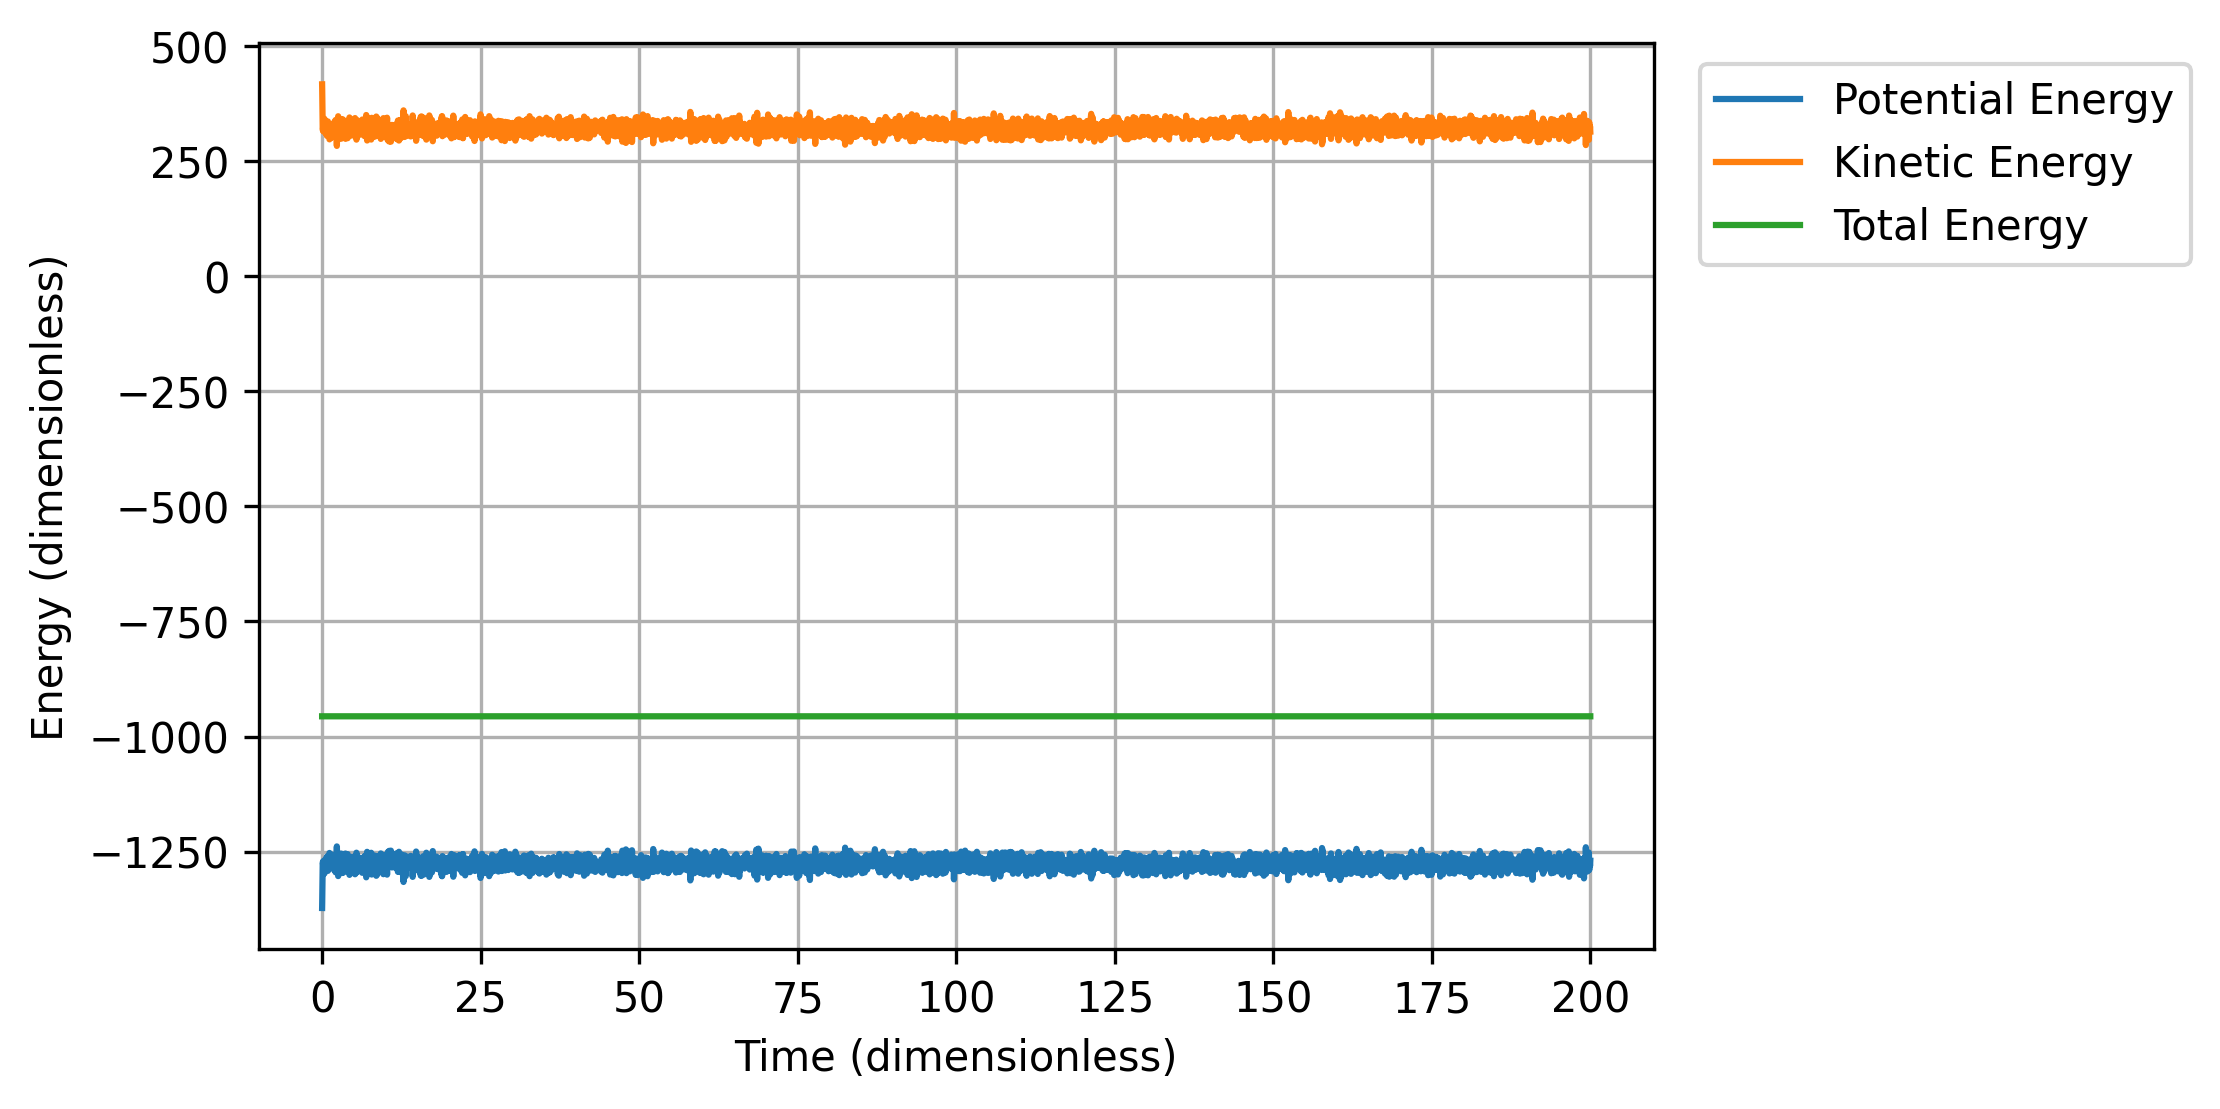 500
250
0
−250
−500
−750
−1000
−1250
0 25 50 75 100 125 150 175 200
Time (dimensionless)
Energy (dimensionless)
Potential Energy
Kinetic Energy
Total Energy